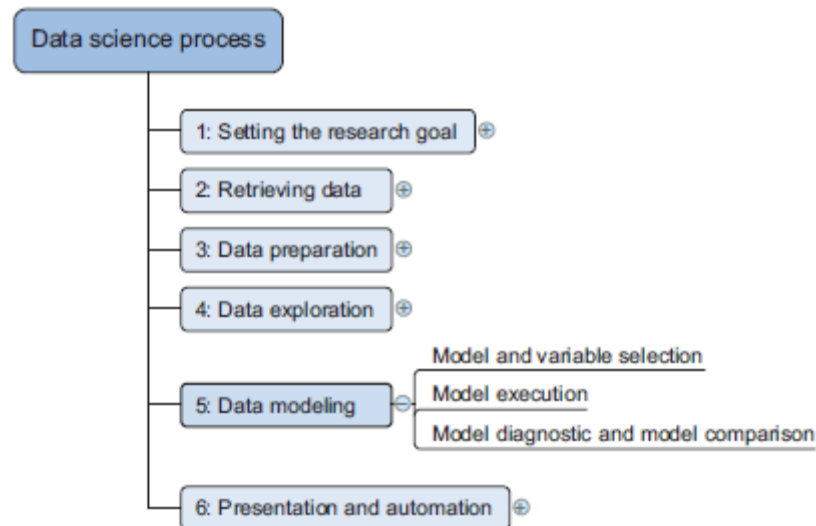 Data science process
1: Setting the research goal
2: Retrieving data
3: Data preparation
4: Data exploration
5: Data modeling
Model and variable selection
Model execution
Model diagnostic and model comparison
6: Presentation and automation